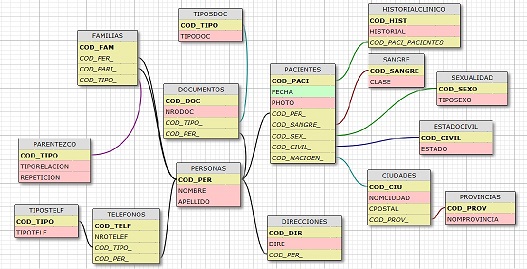 FAMILIAS
COD_FAM
COD_PER_
COD_PARI_
COD_TIPO_
TIPOSDOC
COD_TIPO
TIPODOC
DOCUMENTOS
COD_DOC
NRODOC
COD_TIPO_
COD_PER_
PARENTEZCO
COD_TIPO
TIPORELACION
REPETICION
PERSONAS
COD_PER
NOMBRE
APELLIDO
TIPOSTELF
COD_TIPO
TIPOTELF
TELEFONOS
COD_TELF
NROTELEF
COD_TIPO_
COD_PER_
PACIENTES
COD_PACI
FECHA
PHOTO
COD_PER_
COD_SANGRE_
COD_SEX_
COD_CIVIL_
COD_NACIOEN_
DIRECCIONES
COD_DIR
DIRE
COD_PER_
HISTORIALCLINICO
COD_HIST
HISTORIAL
COD_PACI_PACIENTEC
SANGRE
COD_SANGRE
CLASE
SEXUALIDAD
COD_SEXO
TIPOSEXO
ESTADOCIVIL
COD_CIVIL
ESTADO
CIUDADES
COD_CIU
NOMCIUDAD
CPOSTAL
COD_PROV_
PROVINCIAS
COD_PROV
NOMPROVINCIA